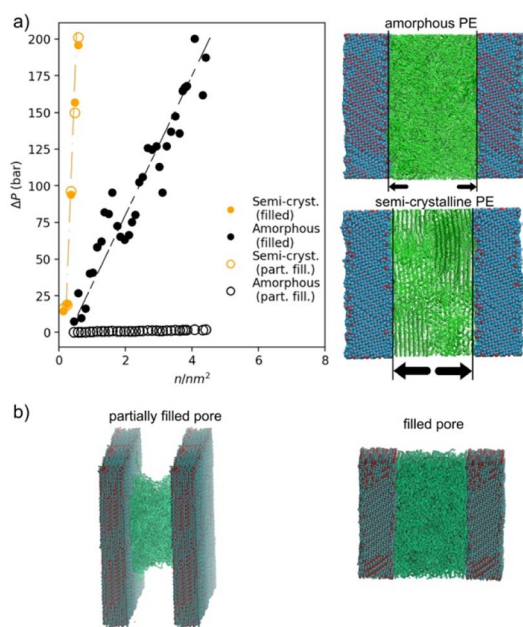 a)
200
175
150
125
100
75
50
25
0
ΔP (bar)
0
2
4
6
8
n/nm²
Semi-cryst.
(filled)
Amorphous
(filled)
Semi-cryst.
(part. fill.)
Amorphous
(part. fill.)
amorphous PE
semi-crystalline PE
b)
partially filled pore
filled pore